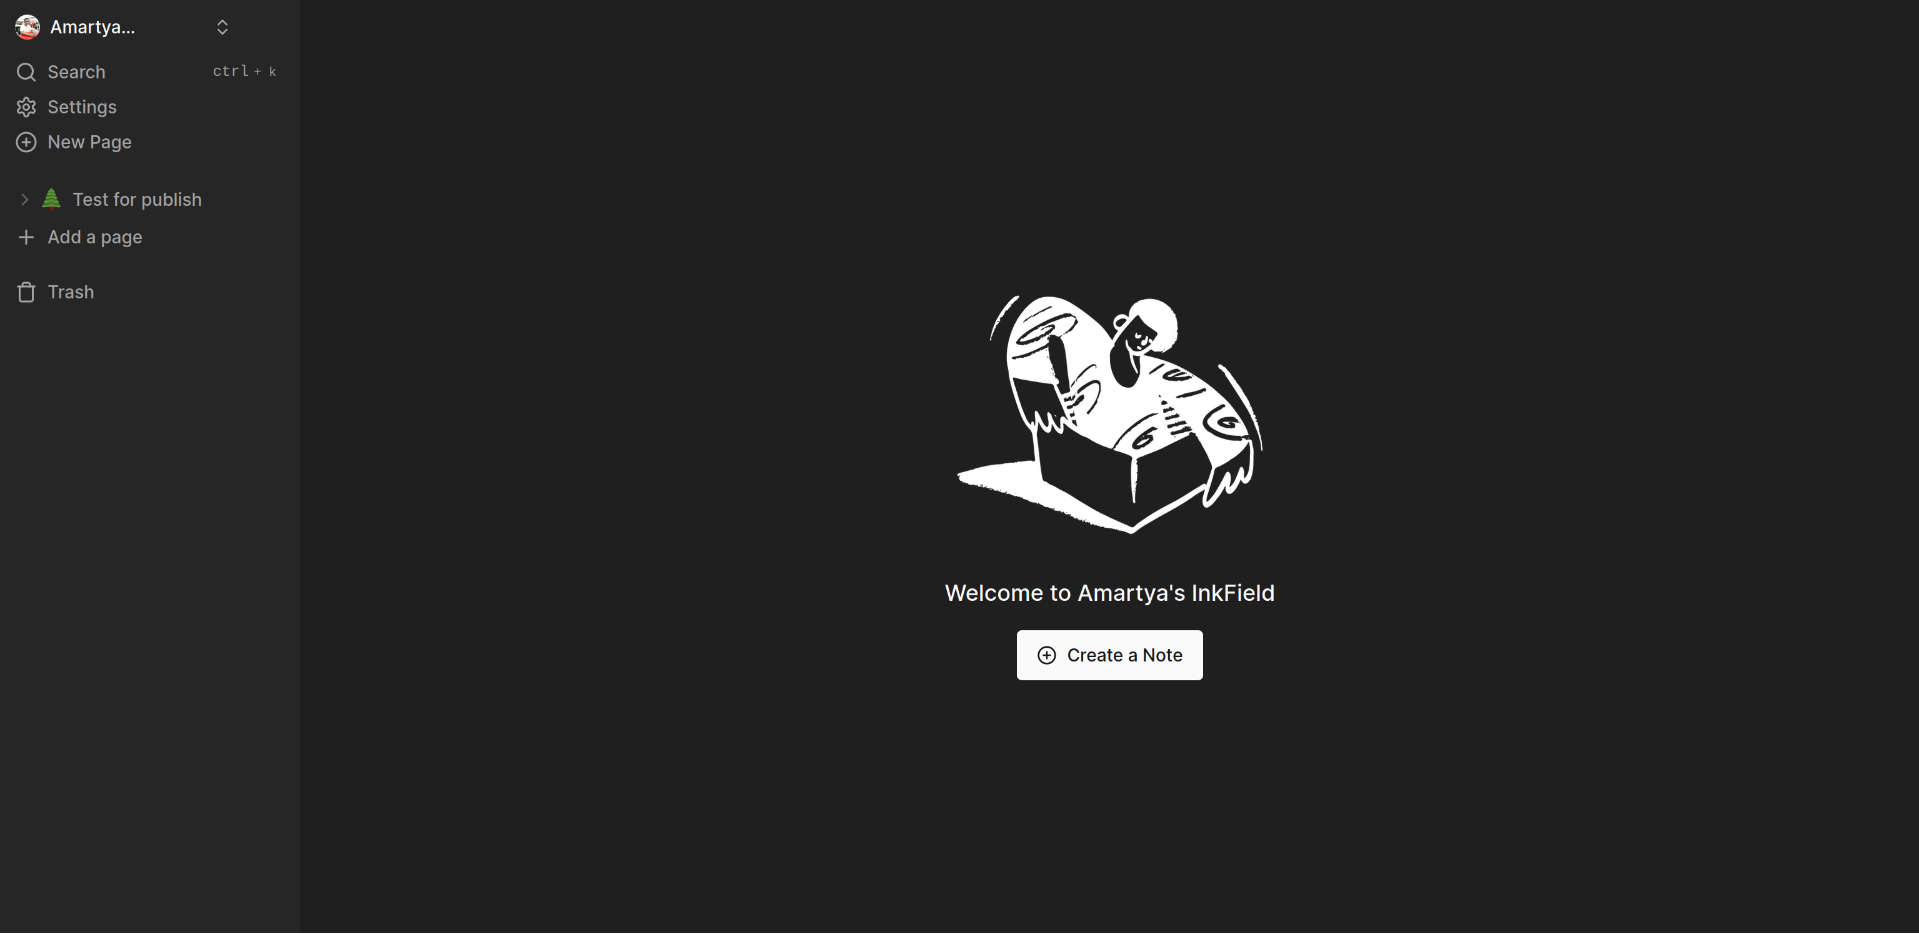 Amartya...
Search ctrl + k
Settings
New Page
Test for publish
Add a page
Trash
Welcome to Amartya's InkField
Create a Note